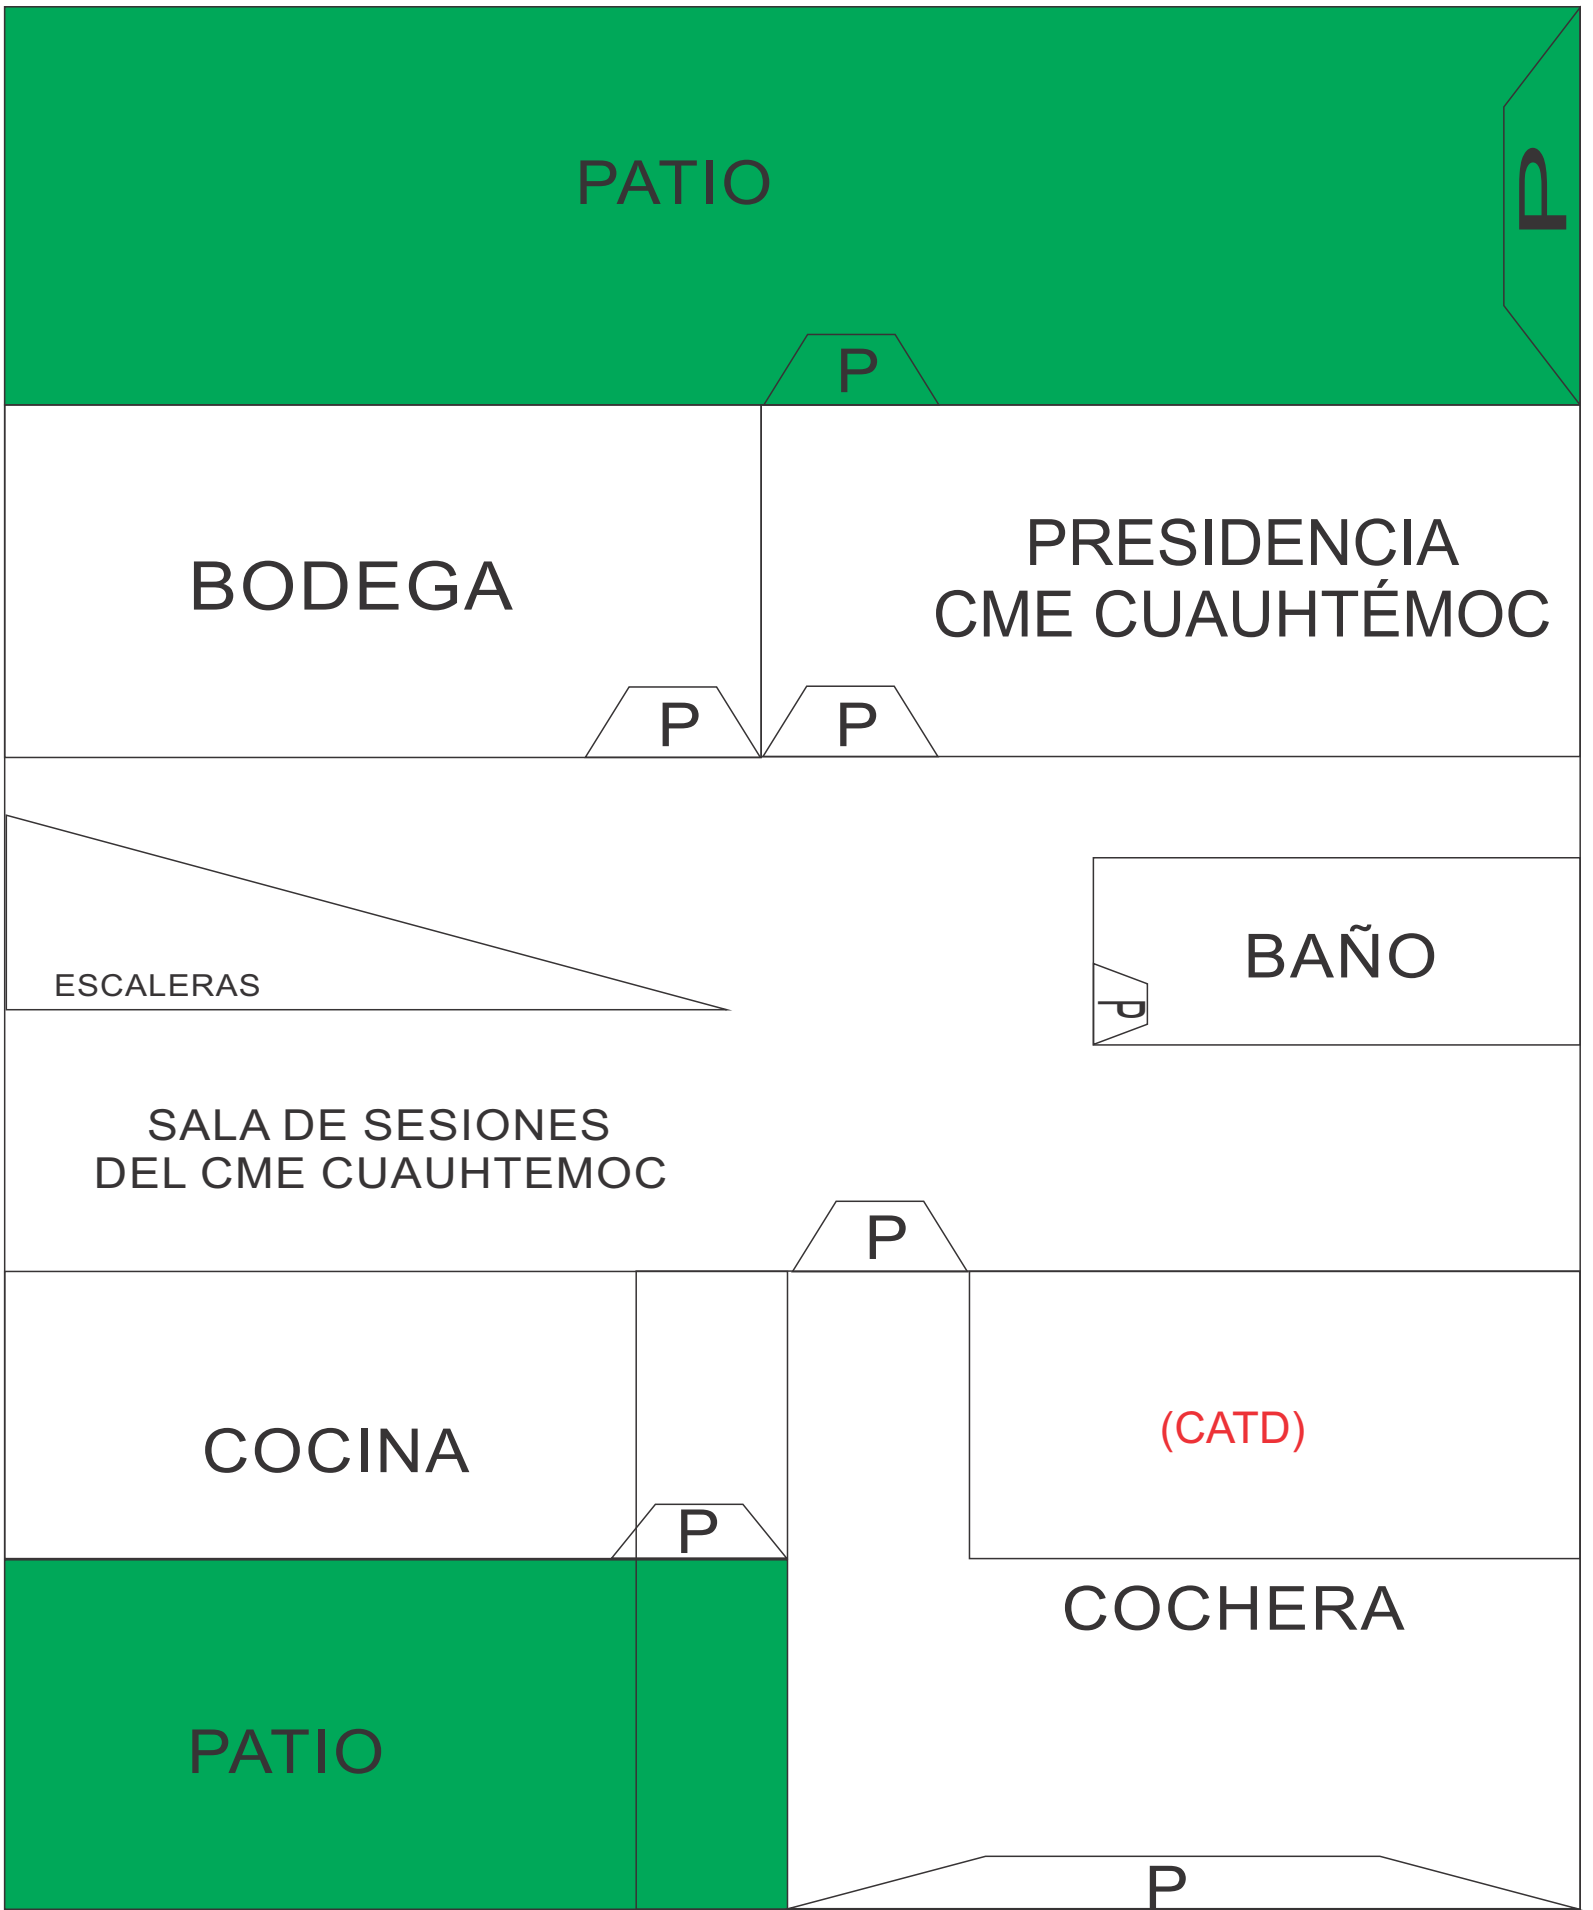 PATIO
P
P
BODEGA
PRESIDENCIA
CME CUAUHTÉMOC
P
P
ESCALERAS
BAÑO
P
SALA DE SESIONES
DEL CME CUAUHTEMOC
P
COCINA
(CATD)
P
COCHERA
PATIO
P